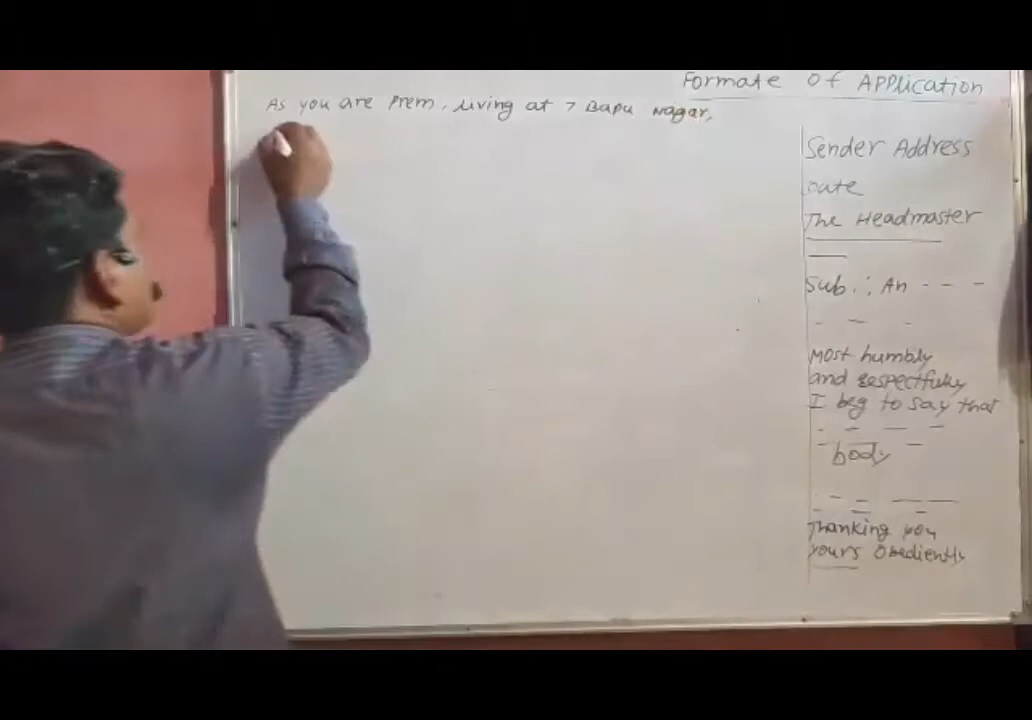 Formate Of Application
As you are Prem, living at 7 Bapu Nagar,
Sender Address
Date
The Headmaster
Sub. : An - - -
- - -
Most humbly
and respectfully
I beg to say that
- - - -
- - -
body
- - - -
- - -
Thanking you
yours Obediently